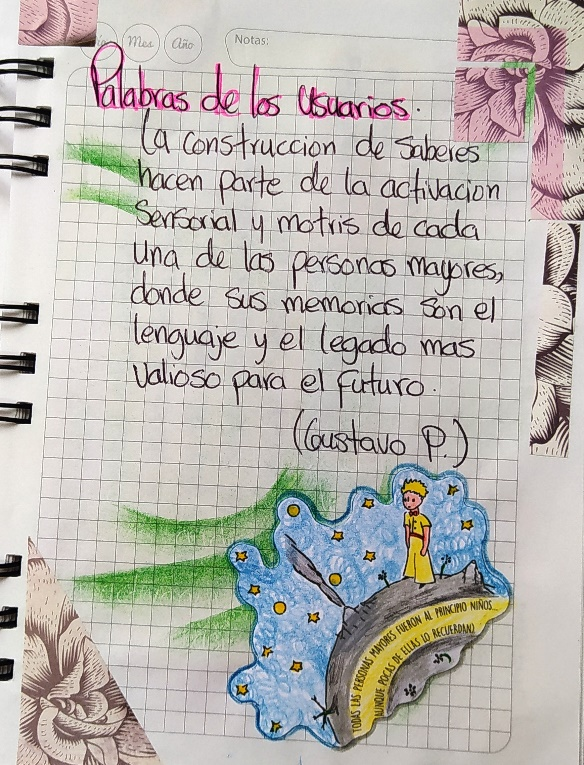 Mes
Año
Notas:
Palabras de los Usuarios.
La construccion de saberes
hacen parte de la activacion
Sensorial y motris de cada
una de las personas mayores,
donde sus memorias son el
lenguaje y el legado mas
valioso para el futuro.
(Gustavo P.)
TODAS LAS PERSONAS MAYORES FUERON AL PRINCIPIO NIÑOS.
(AUNQUE POCAS DE ELLAS LO RECUERDAN)